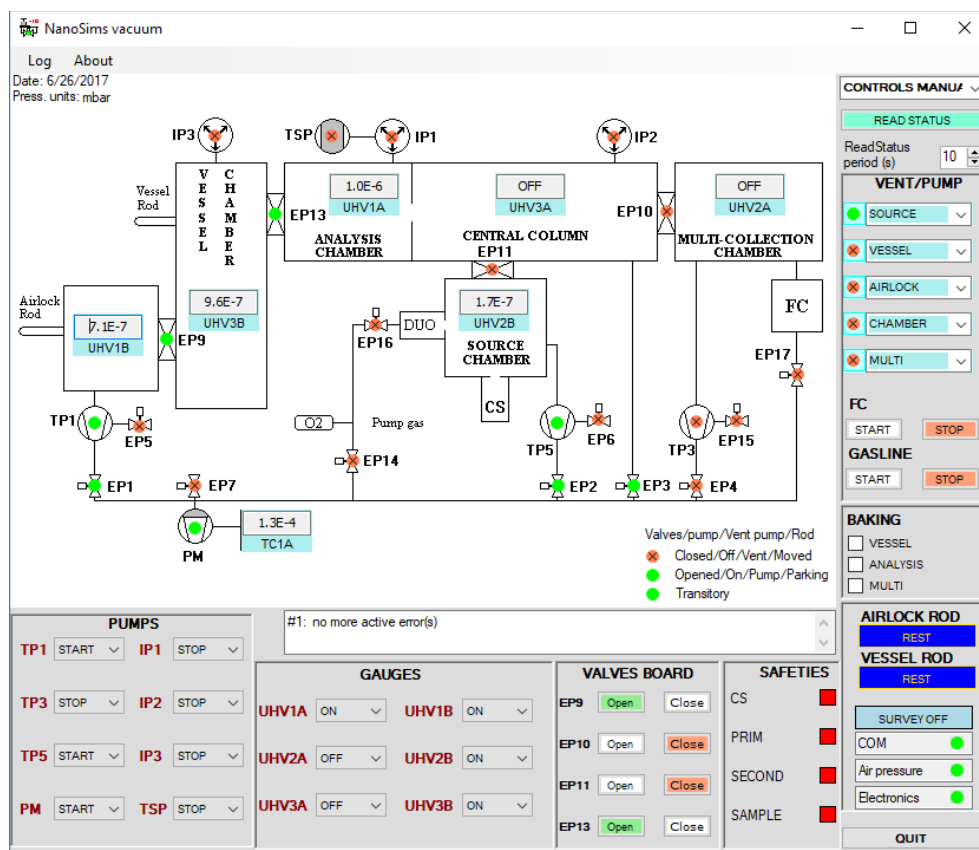 NanoSims vacuum
Log About
Date: 6/26/2017
Press. units: mbar
CONTROLS MANUA
READ STATUS
ReadStatus
period (s) 10
VENT/PUMP
SOURCE
VESSEL
AIRLOCK
CHAMBER
MULTI
FC
START STOP
GASLINE
START STOP
BAKING
VESSEL
ANALYSIS
MULTI
IP3
TSP
IP1
IP2
VESSEL
CHAMBER
Vessel
Rod
EP13
1.0E-6
UHV1A
ANALYSIS
CHAMBER
OFF
UHV3A
CENTRAL COLUMN
EP11
EP10
OFF
UHV2A
MULTI-COLLECTION
CHAMBER
Airlock
Rod
7.1E-7
UHV1B
EP9
9.6E-7
UHV3B
EP16
DUO
1.7E-7
UHV2B
SOURCE
CHAMBER
CS
FC
EP17
TP1
EP5
O2
Pump gas
TP5
EP6
TP3
EP15
EP14
EP1
EP7
EP2
EP3
EP4
PM
1.3E-4
TC1A
Valves/pump/Vent pump/Rod
Closed/Off/Vent/Moved
Opened/On/Pump/Parking
Transitory
PUMPS
TP1 START IP1 STOP
TP3 STOP IP2 STOP
TP5 START IP3 STOP
PM START TSP STOP
#1: no more active error(s)
GAUGES
UHV1A ON UHV1B ON
UHV2A OFF UHV2B ON
UHV3A OFF UHV3B ON
VALVES BOARD
EP9 Open Close
EP10 Open Close
EP11 Open Close
EP13 Open Close
SAFETIES
CS
PRIM
SECOND
SAMPLE
AIRLOCK ROD
REST
VESSEL ROD
REST
SURVEY OFF
COM
Air pressure
Electronics
QUIT